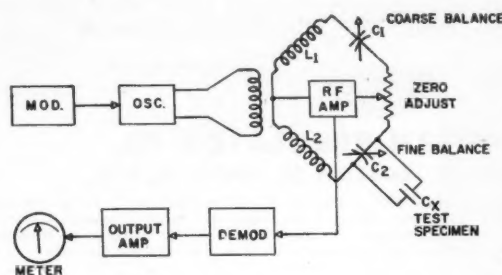 C1
COARSE BALANCE
L1
MOD.
OSC.
RF
AMP
ZERO
ADJUST
L2
FINE BALANCE
C2
CX
TEST
SPECIMEN
OUTPUT
AMP.
DEMOD
METER